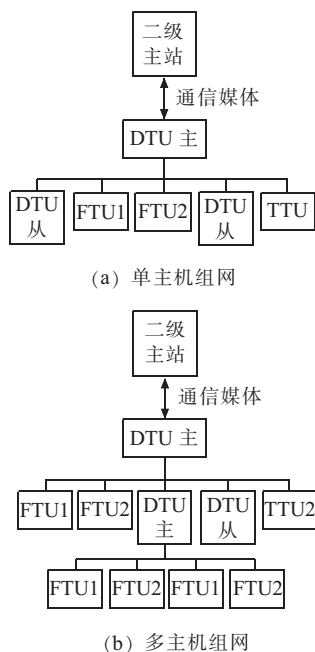 二级
主站
通信媒体
DTU 主
DTU
从
FTU1
FTU2
DTU
从
TTU
(a) 单主机组网
二级
主站
通信媒体
DTU 主
FTU1
FTU2
DTU
主
DTU
从
TTU2
FTU1
FTU2
FTU1
FTU2
(b) 多主机组网